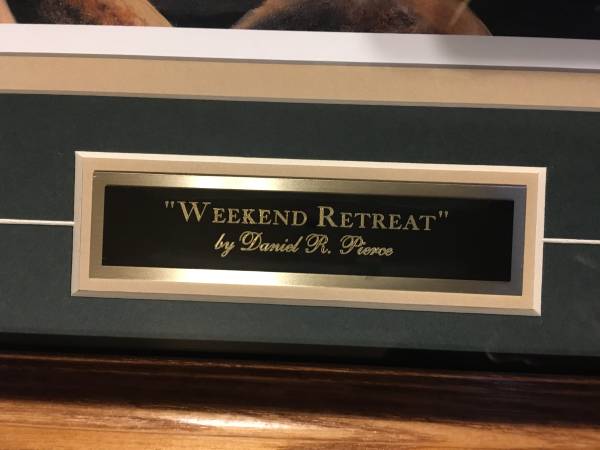 "WEEKEND RETREAT"
by Daniel R. Pierce